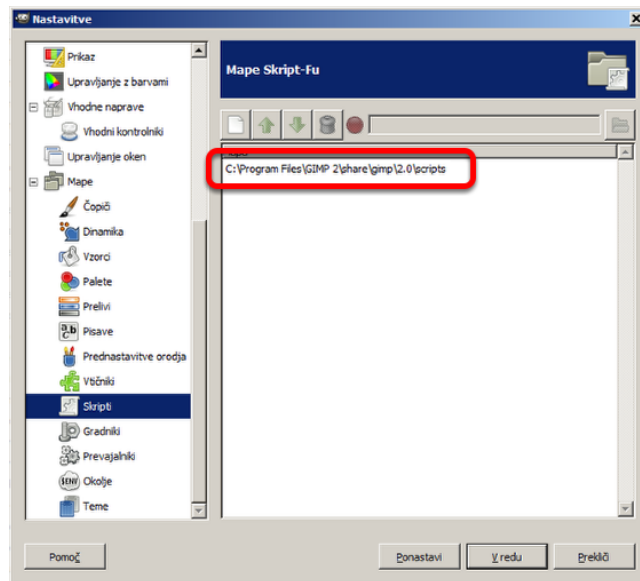 Nastavitve
Prikaz
Upravljanje z barvami
Vhodne naprave
Vhodni kontrolniki
Upravljanje oken
Mape
Čopiči
Dinamika
Vzorci
Palete
Prelivi
Pisave
Prednastavitve orodja
Vtičniki
Skripti
Gradniki
Prevajalniki
Okolje
Teme
Mape Skript-Fu
C:\Program Files\GIMP 2\share\gimp\2.0\scripts
Pomoč
Ponastavi
V redu
Prekliči